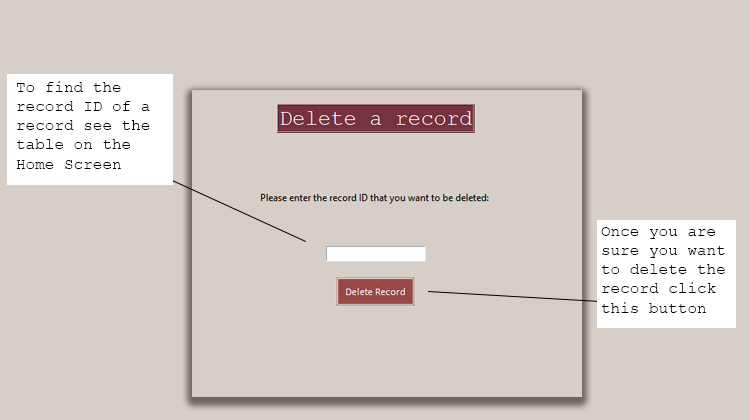 To find the
record ID of a
record see the
table on the
Home Screen
Delete a record
Please enter the record ID that you want to be deleted:
Delete Record
Once you are
sure you want
to delete the
record click
this button